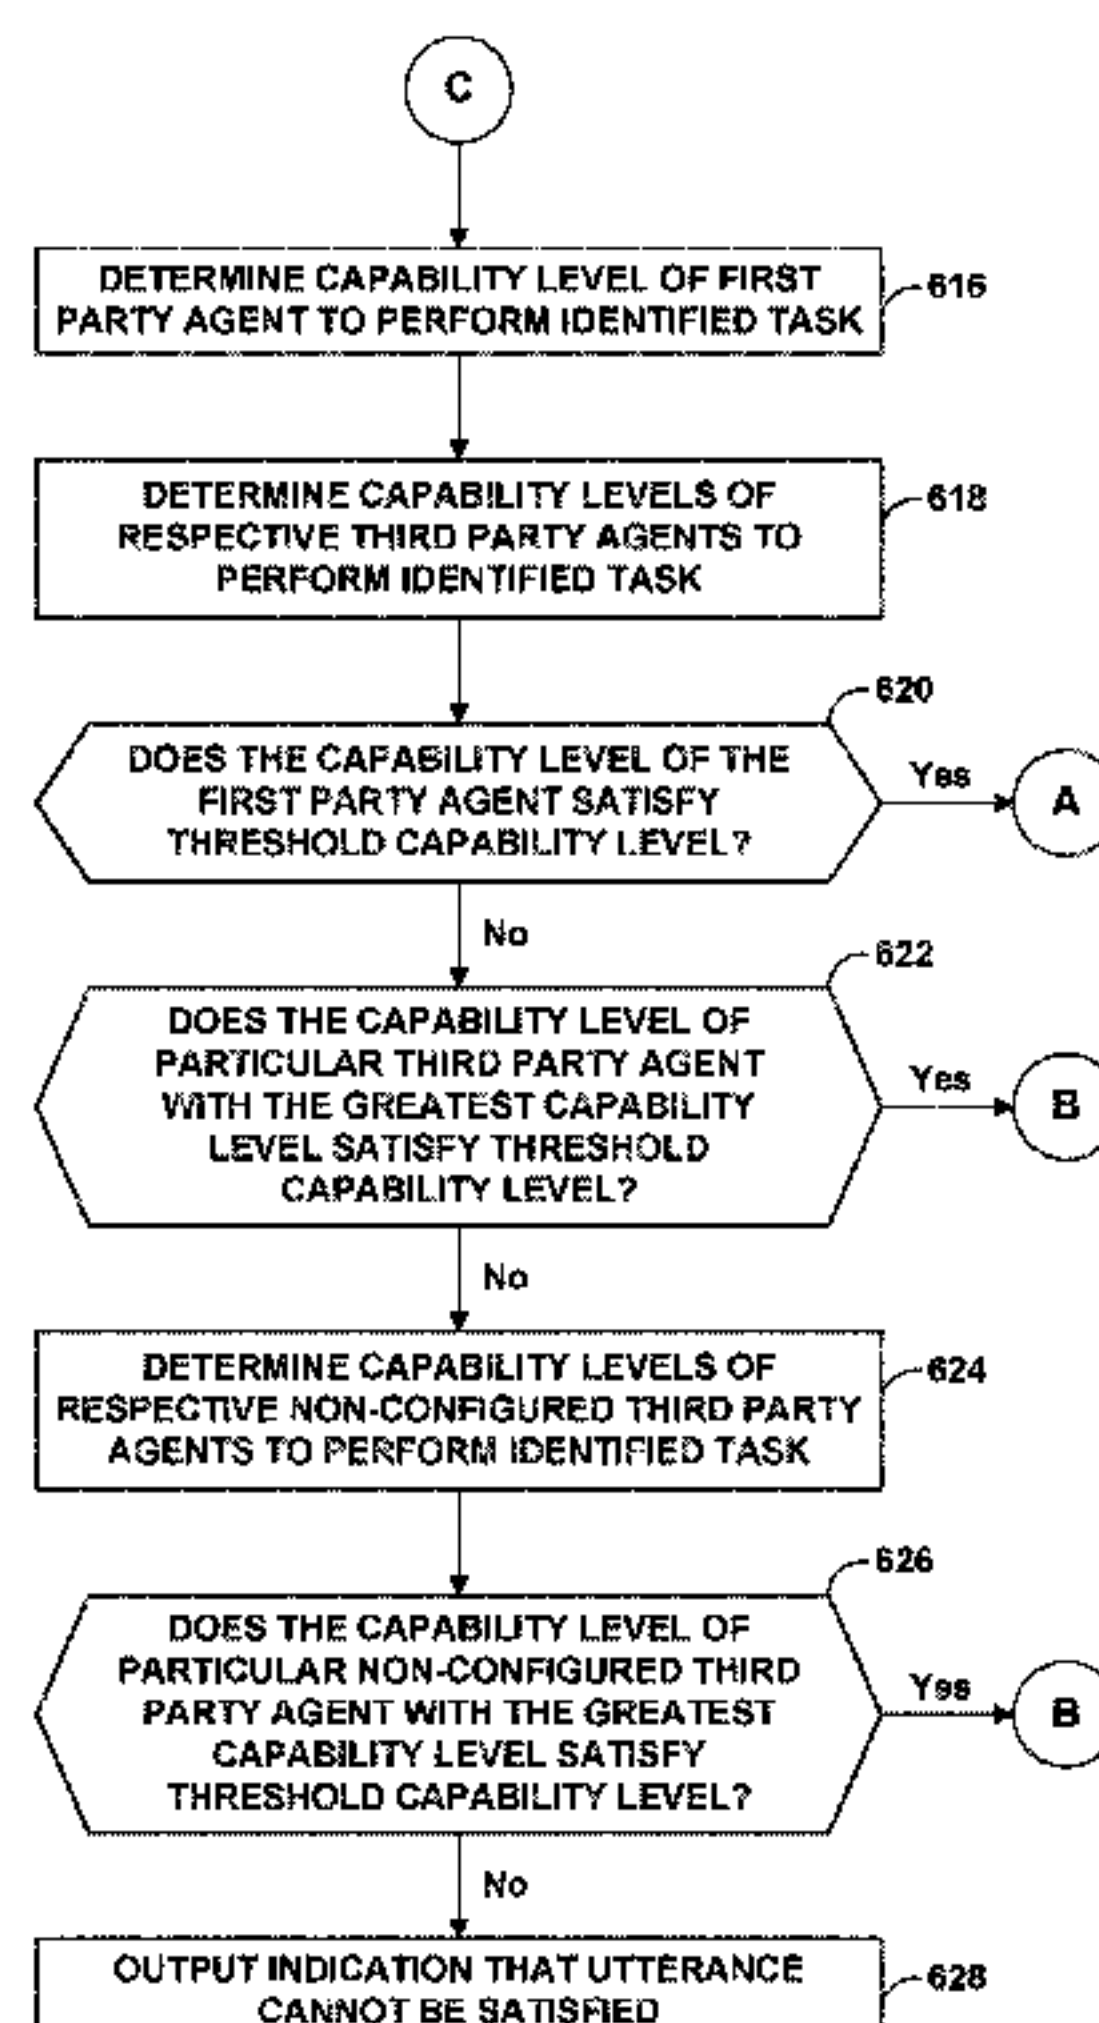 C
DETERMINE CAPABILITY LEVEL OF FIRST
PARTY AGENT TO PERFORM IDENTIFIED TASK
616
DETERMINE CAPABILITY LEVELS OF
RESPECTIVE THIRD PARTY AGENTS TO
PERFORM IDENTIFIED TASK
618
620
DOES THE CAPABILITY LEVEL OF THE
FIRST PARTY AGENT SATISFY
THRESHOLD CAPABILITY LEVEL?
Yes
A
No
622
DOES THE CAPABILITY LEVEL OF
PARTICULAR THIRD PARTY AGENT
WITH THE GREATEST CAPABILITY
LEVEL SATISFY THRESHOLD
CAPABILITY LEVEL?
Yes
B
No
DETERMINE CAPABILITY LEVELS OF
RESPECTIVE NON-CONFIGURED THIRD PARTY
AGENTS TO PERFORM IDENTIFIED TASK
624
626
DOES THE CAPABILITY LEVEL OF
PARTICULAR NON-CONFIGURED THIRD
PARTY AGENT WITH THE GREATEST
CAPABILITY LEVEL SATISFY
THRESHOLD CAPABILITY LEVEL?
Yes
B
No
OUTPUT INDICATION THAT UTTERANCE
CANNOT BE SATISFIED
628